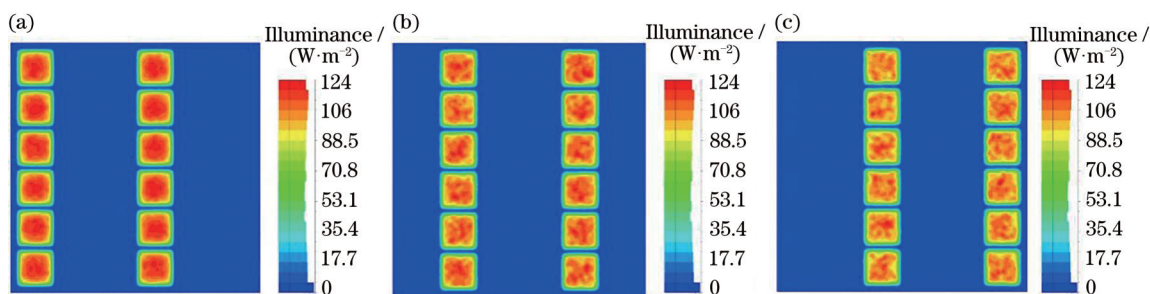 (a)
Illuminance /
(W·m⁻²)
124
106
88.5
70.8
53.1
35.4
17.7
0
(b)
Illuminance /
(W·m⁻²)
124
106
88.5
70.8
53.1
35.4
17.7
0
(c)
Illuminance /
(W·m⁻²)
124
106
88.5
70.8
53.1
35.4
17.7
0